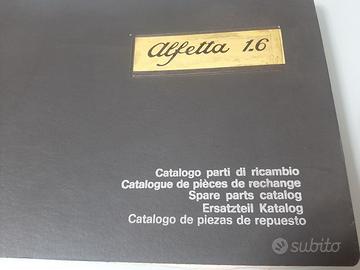 Alfetta 1.6
Catalogo parti di ricambio
Catalogue de pièces de rechange
Spare parts catalog
Ersatzteil Katalog
Catalogo de piezas de repuesto
subito